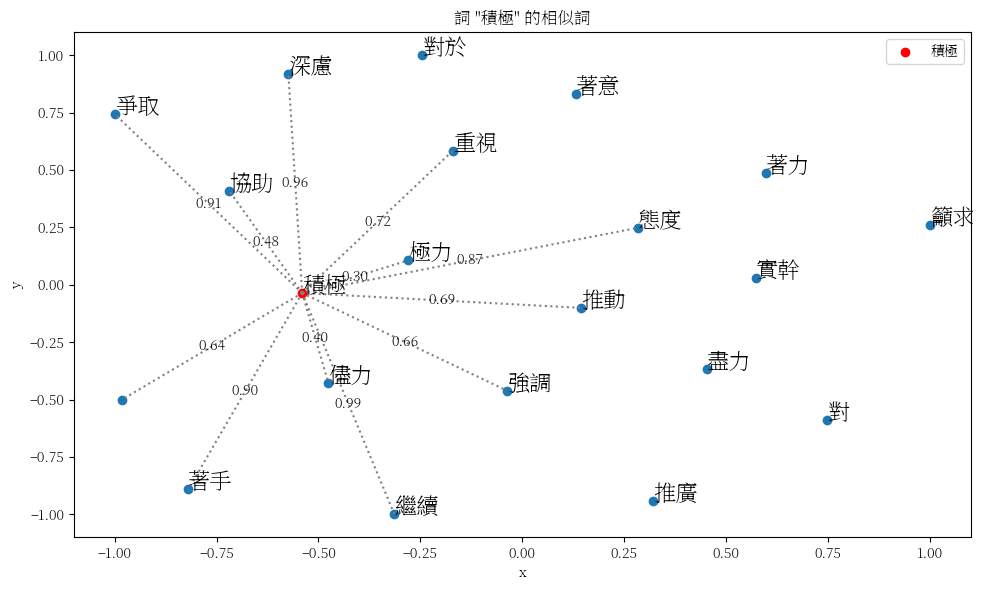 詞 "積極" 的相似詞
積極
對於
深慮
著意
爭取
重視
著力
協助
籲求
態度
極力
實幹
積極
推動
盡力
儘力
強調
對
著手
推廣
繼續
0.96
0.91
0.72
0.48
0.87
0.30
0.69
0.40
0.66
0.64
0.90
0.99
1.00
0.75
0.50
0.25
0.00
−0.25
−0.50
−0.75
−1.00
y
−1.00
−0.75
−0.50
−0.25
0.00
0.25
0.50
0.75
1.00
x